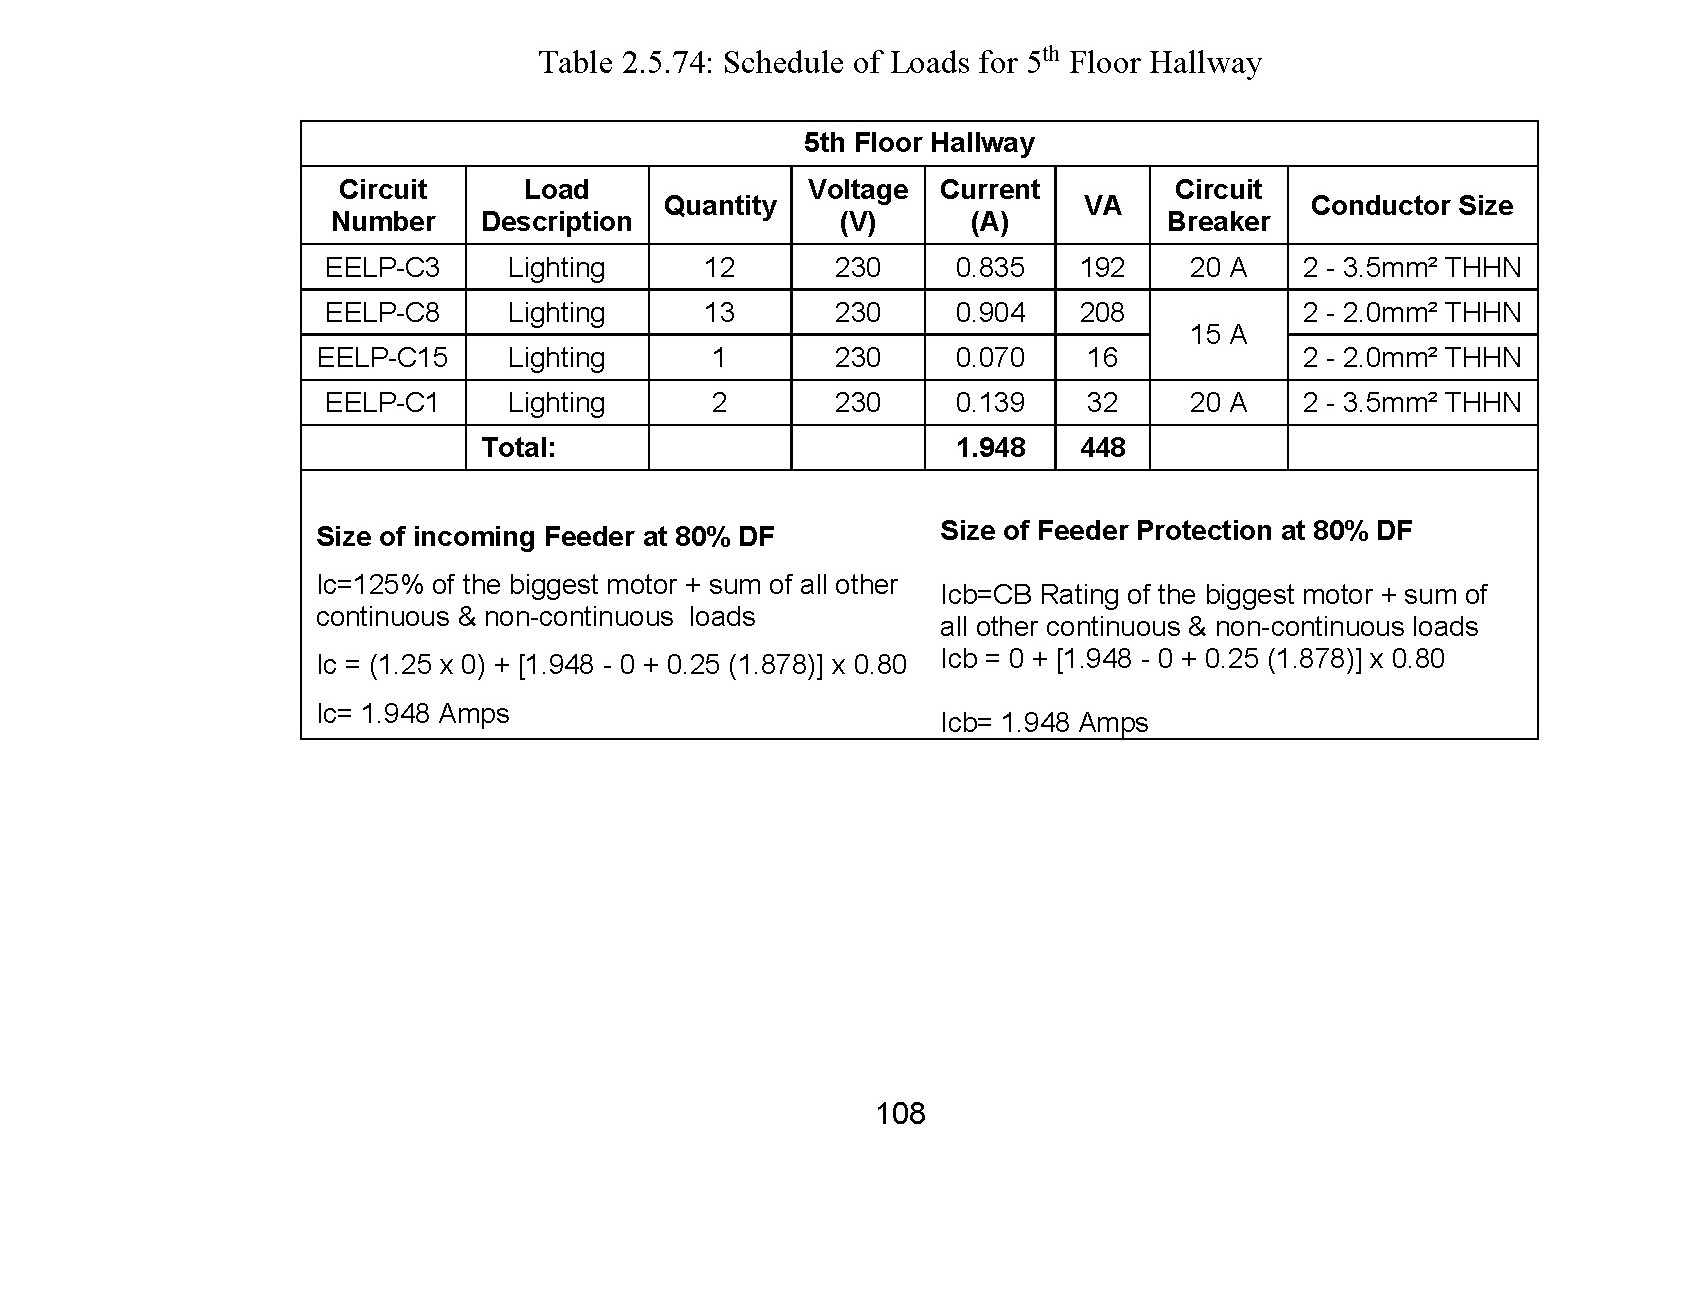 Table 2.5.74: Schedule of Loads for 5th Floor Hallway
5th Floor Hallway
Circuit Number Load Description Quantity Voltage (V) Current (A) VA Circuit Breaker Conductor Size
EELP-C3 Lighting 12 230 0.835 192 20 A 2 - 3.5mm² THHN
EELP-C8 Lighting 13 230 0.904 208 15 A 2 - 2.0mm² THHN
EELP-C15 Lighting 1 230 0.070 16 2 - 2.0mm² THHN
EELP-C1 Lighting 2 230 0.139 32 20 A 2 - 3.5mm² THHN
Total: 1.948 448
Size of incoming Feeder at 80% DF
Ic=125% of the biggest motor + sum of all other
continuous & non-continuous loads
Ic = (1.25 x 0) + [1.948 - 0 + 0.25 (1.878)] x 0.80
Ic= 1.948 Amps
Size of Feeder Protection at 80% DF
Icb=CB Rating of the biggest motor + sum of
all other continuous & non-continuous loads
Icb = 0 + [1.948 - 0 + 0.25 (1.878)] x 0.80
Icb= 1.948 Amps
108